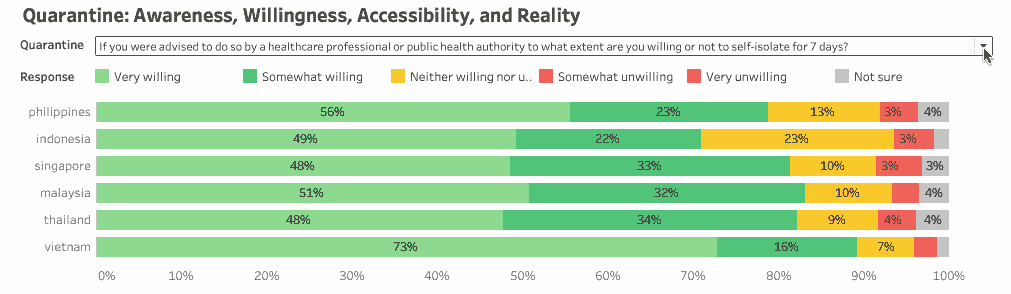 Quarantine: Awareness, Willingness, Accessibility, and Reality
Quarantine If you were advised to do so by a healthcare professional or public health authority to what extent are you willing or not to self-isolate for 7 days?
Response Very willing Somewhat willing Neither willing nor u.. Somewhat unwilling Very unwilling Not sure
philippines 56% 23% 13% 3% 4%
indonesia 49% 22% 23% 3%
singapore 48% 33% 10% 3% 3%
malaysia 51% 32% 10% 4%
thailand 48% 34% 9% 4% 4%
vietnam 73% 16% 7%
0% 10% 20% 30% 40% 50% 60% 70% 80% 90% 100%